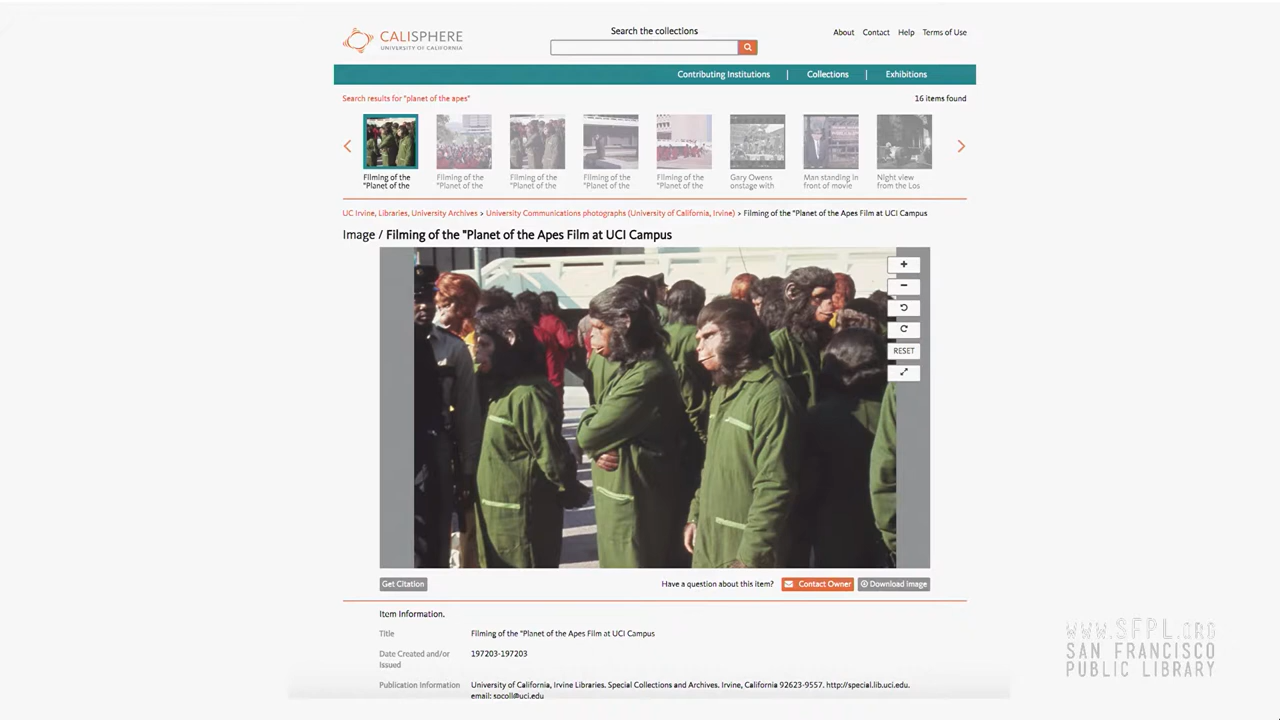 CALISPHERE
UNIVERSITY OF CALIFORNIA
Search the collections
About Contact Help Terms of Use
Contributing Institutions | Collections | Exhibitions
Search results for "planet of the apes"
16 items found
Filming of the "Planet of the
Filming of the "Planet of the
Filming of the "Planet of the
Filming of the "Planet of the
Filming of the "Planet of the
Gary Owens onstage with
Man standing in front of movie
Night view from the Los
UC Irvine, Libraries, University Archives > University Communications photographs (University of California, Irvine) > Filming of the "Planet of the Apes Film at UCI Campus
Image / Filming of the "Planet of the Apes Film at UCI Campus
RESET
Get Citation
Have a question about this item? Contact Owner Download Image
Item Information.
Title Filming of the "Planet of the Apes Film at UCI Campus
Date Created and/or Issued 197203-197203
Publication Information University of California, Irvine Libraries. Special Collections and Archives. Irvine, California 92623-9557. http://special.lib.uci.edu.
email: spcoll@uci.edu
WWW.SFPL.ORG
SAN FRANCISCO
PUBLIC LIBRARY